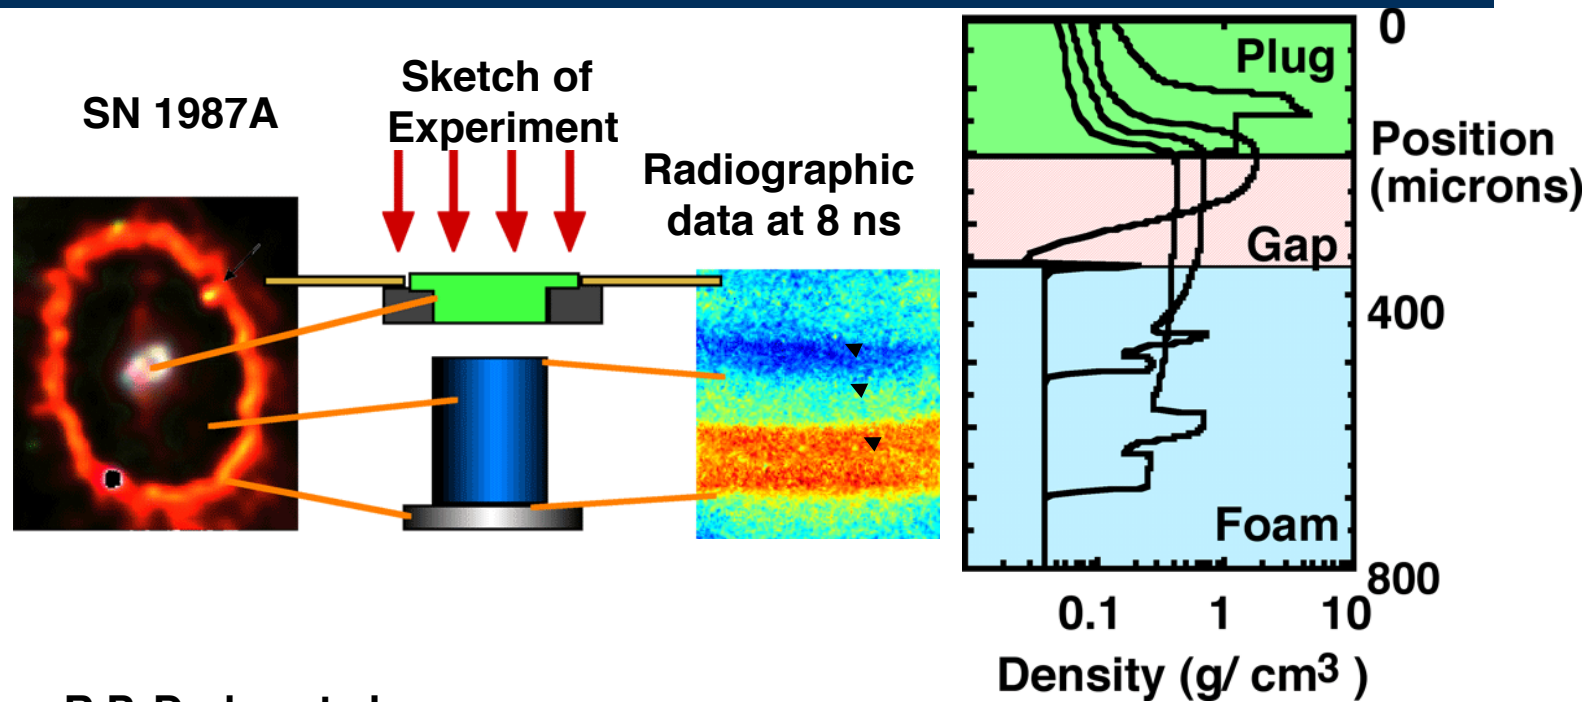 SN 1987A
Sketch of
Experiment
Radiographic
data at 8 ns
Plug
Gap
Foam
0
Position
(microns)
400
800
0.1 1 10
Density (g/ cm3 )